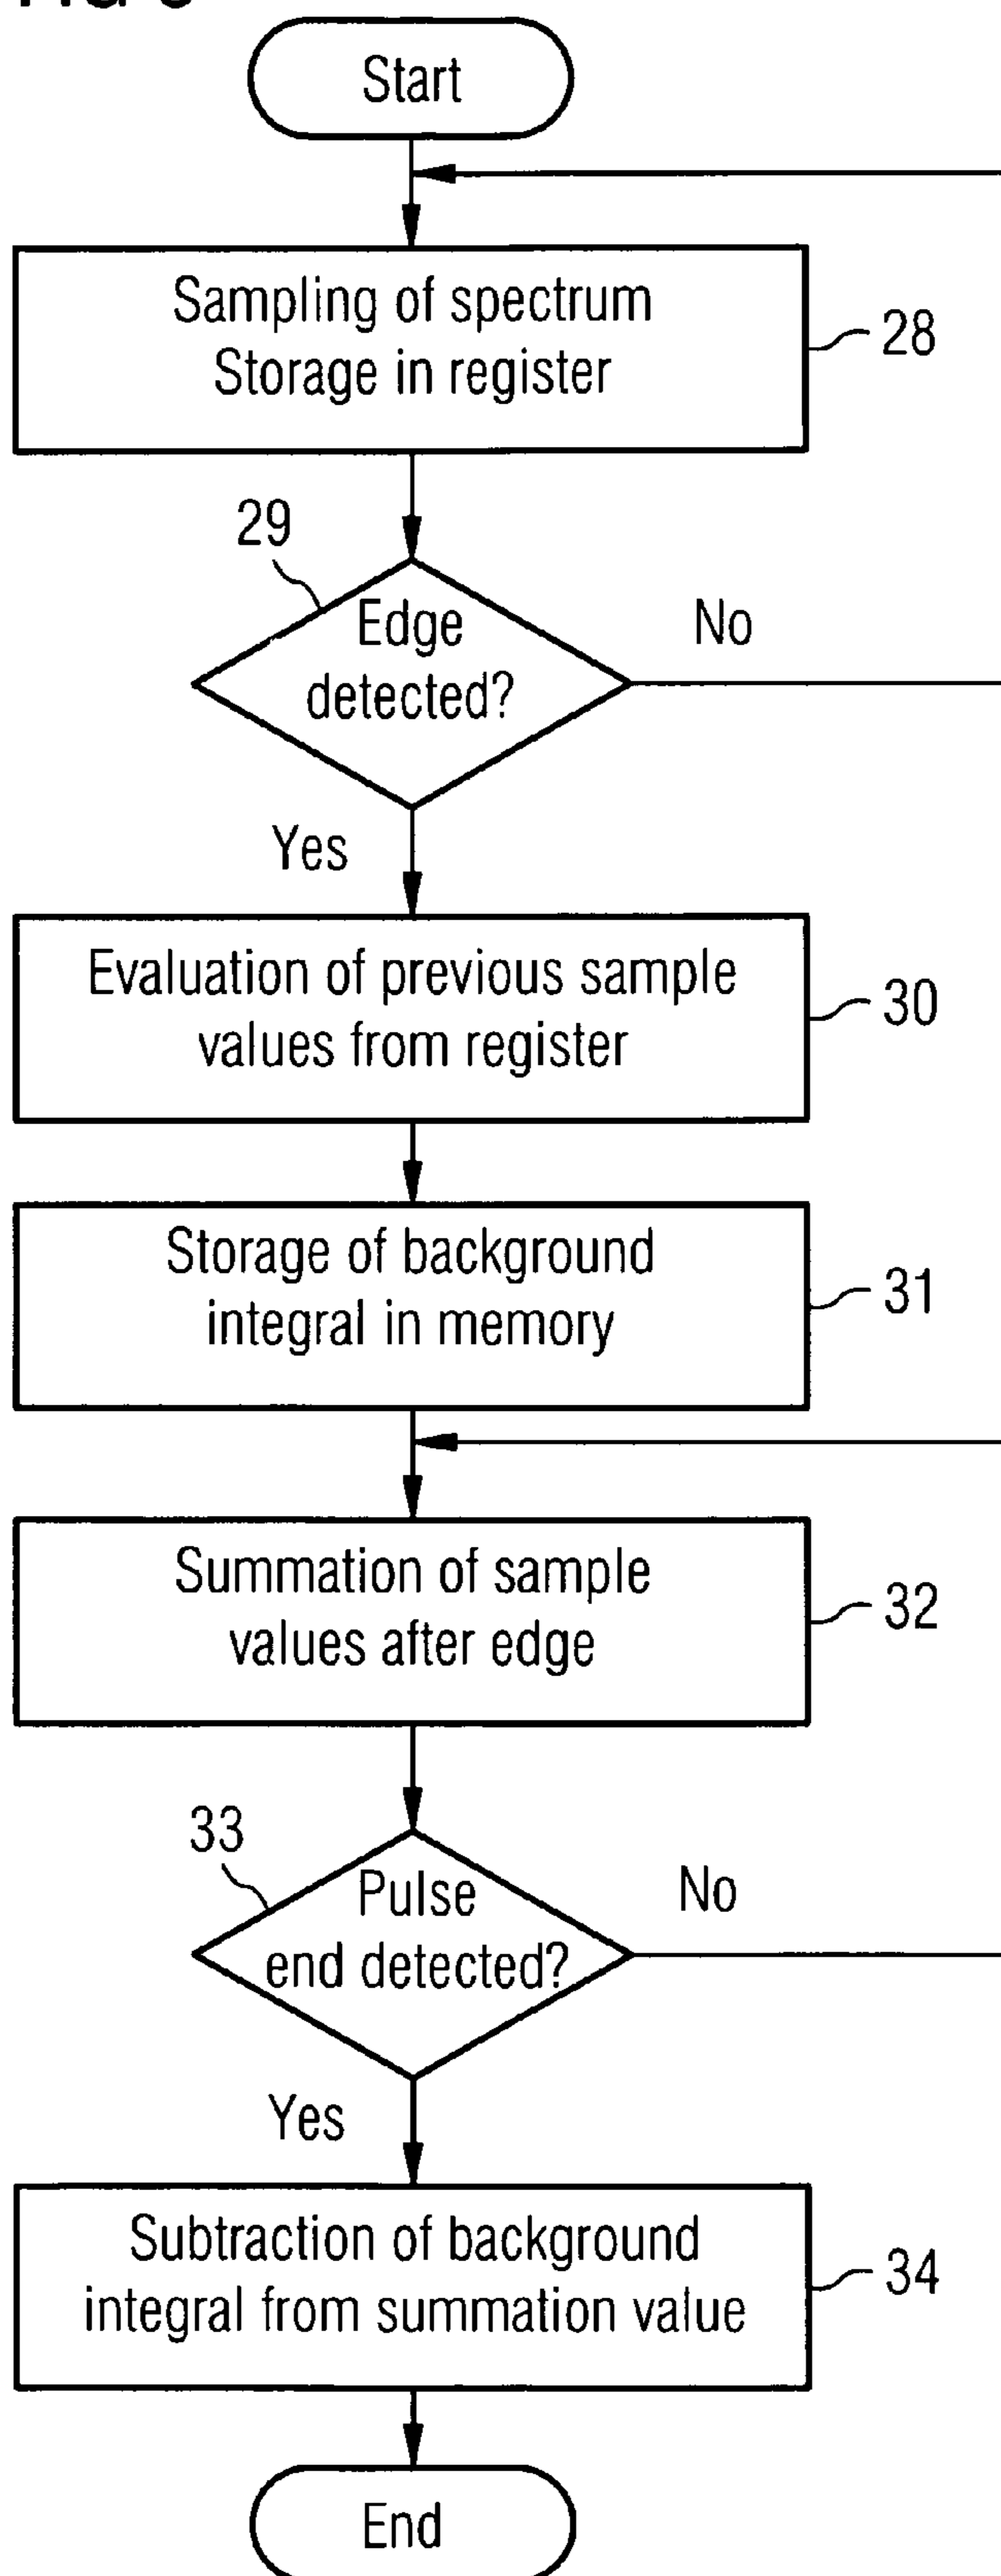 Start
Sampling of spectrum
Storage in register
28
29
Edge
detected?
No
Yes
Evaluation of previous sample
values from register
30
Storage of background
integral in memory
31
Summation of sample
values after edge
32
33
Pulse
end detected?
No
Yes
Subtraction of background
integral from summation value
34
End